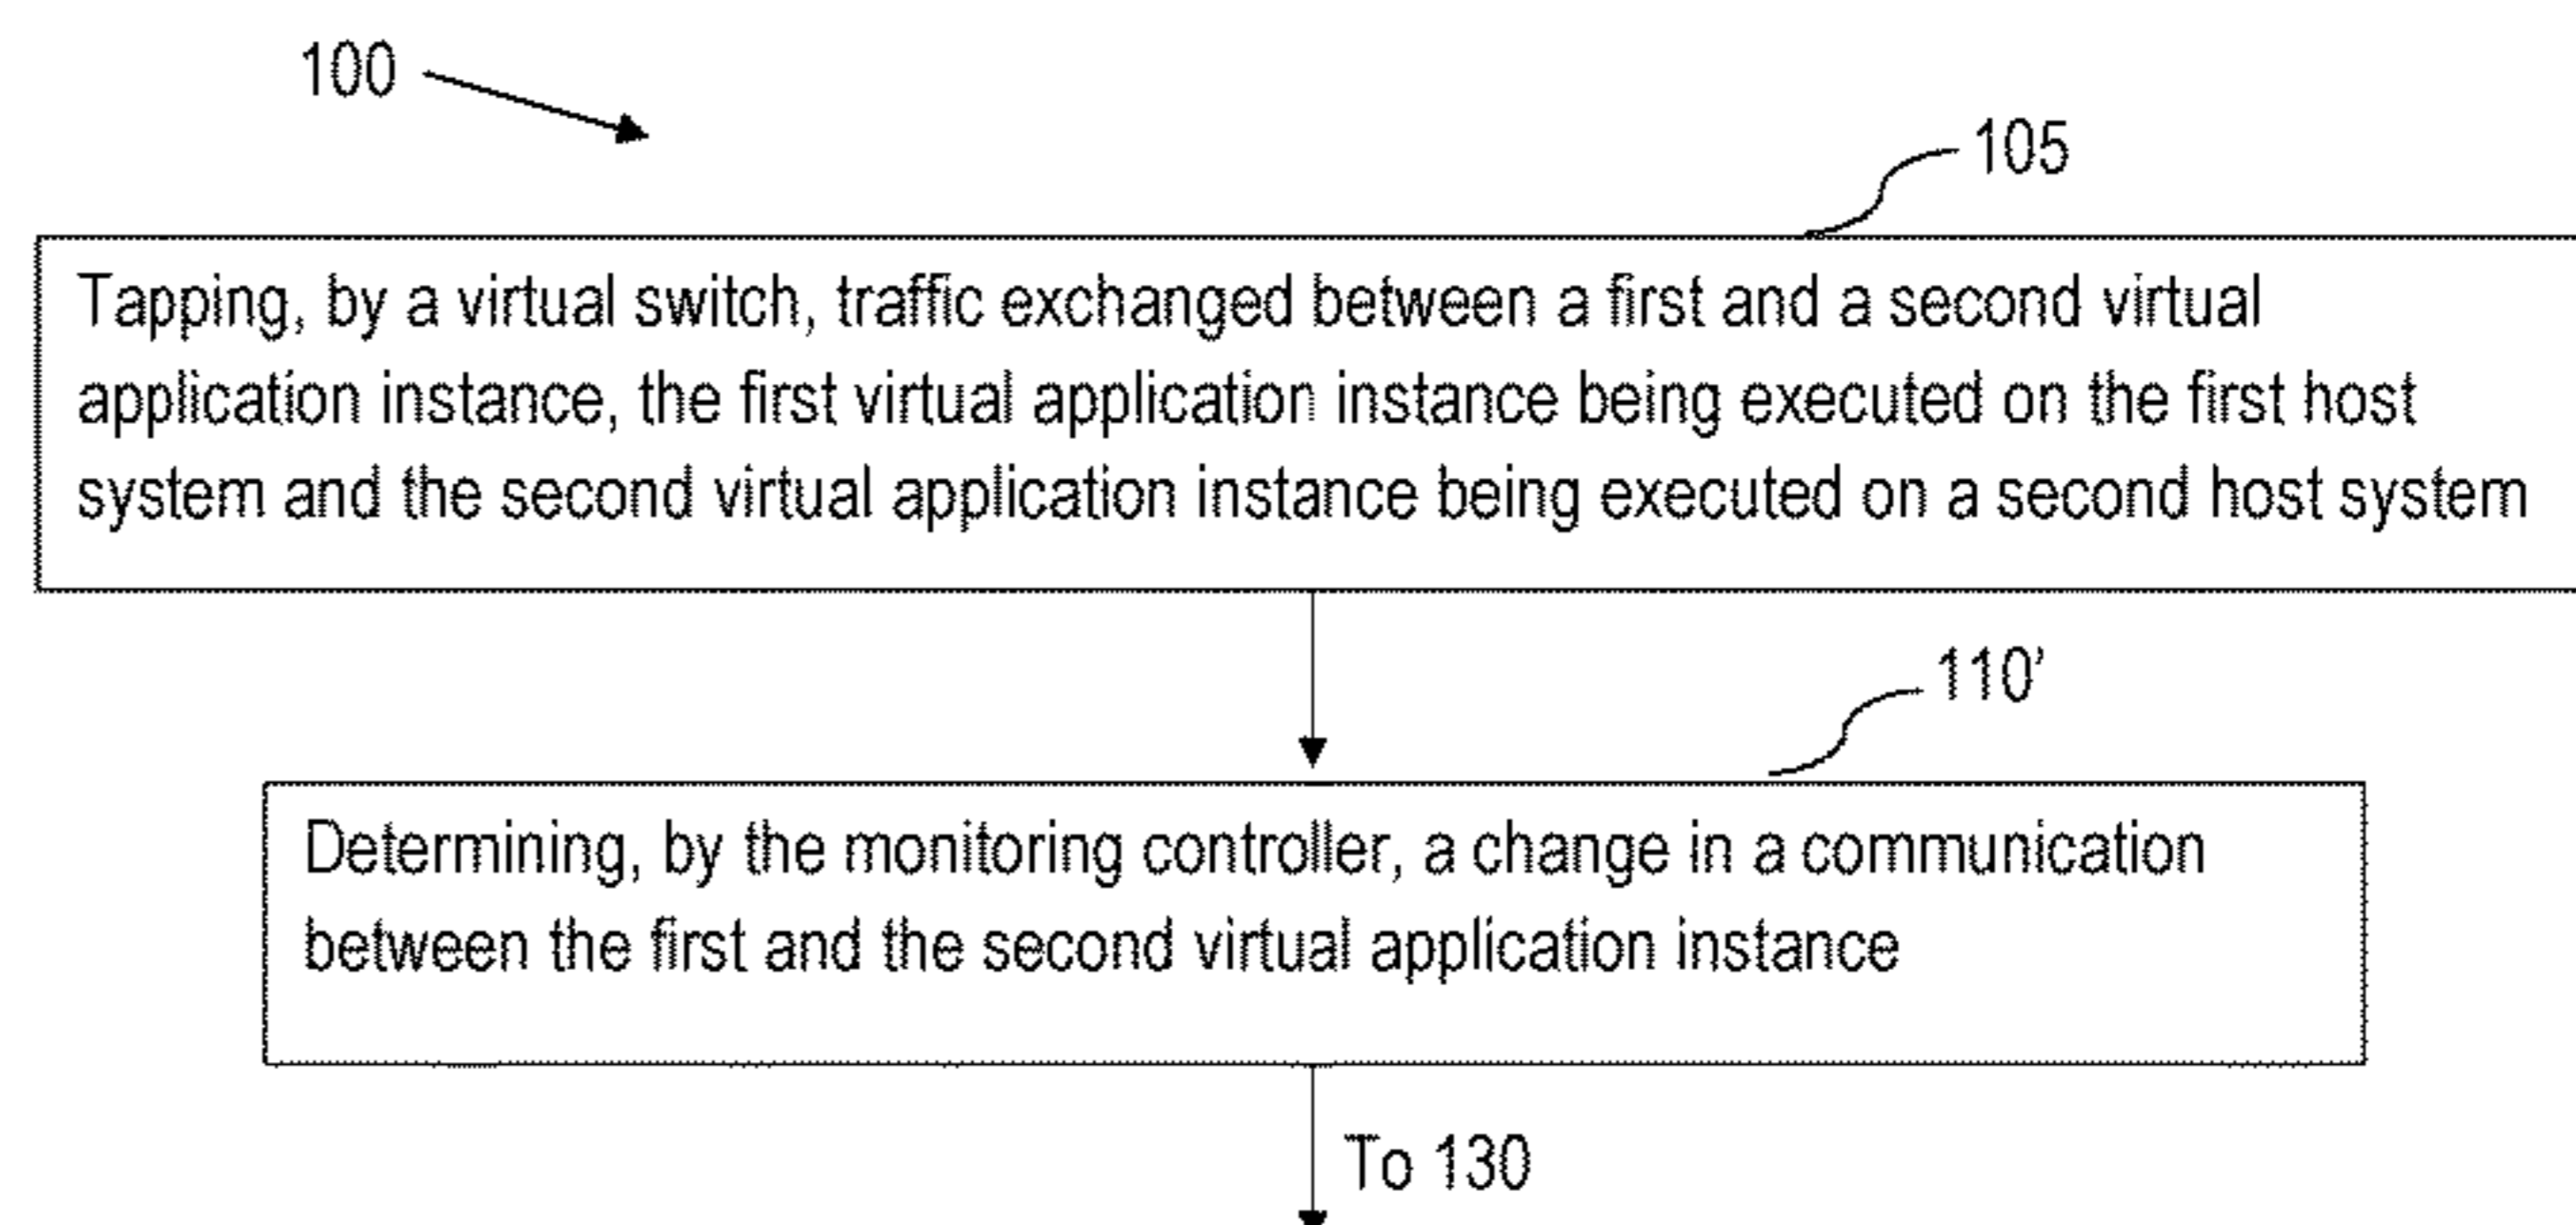 100
105
Tapping, by a virtual switch, traffic exchanged between a first and a second virtual
application instance, the first virtual application instance being executed on the first host
system and the second virtual application instance being executed on a second host system
110’
Determining, by the monitoring controller, a change in a communication
between the first and the second virtual application instance
To 130